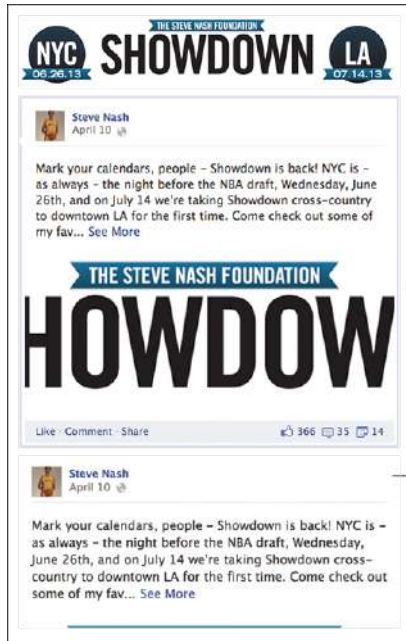 THE STEVE NASH FOUNDATION
NYC SHOWDOWN LA
06.26.13 07.14.13
Steve Nash
April 10
Mark your calendars, people – Showdown is back! NYC is –
as always – the night before the NBA draft, Wednesday, June
26th, and on July 14 we're taking Showdown cross-country
to downtown LA for the first time. Come check out some of
my fav... See More
THE STEVE NASH FOUNDATION
HOWDOW
Like · Comment · Share 366 35 14
Steve Nash
April 10
Mark your calendars, people – Showdown is back! NYC is –
as always – the night before the NBA draft, Wednesday,
June 26th, and on July 14 we're taking Showdown cross-
country to downtown LA for the first time. Come check out
some of my fav... See More